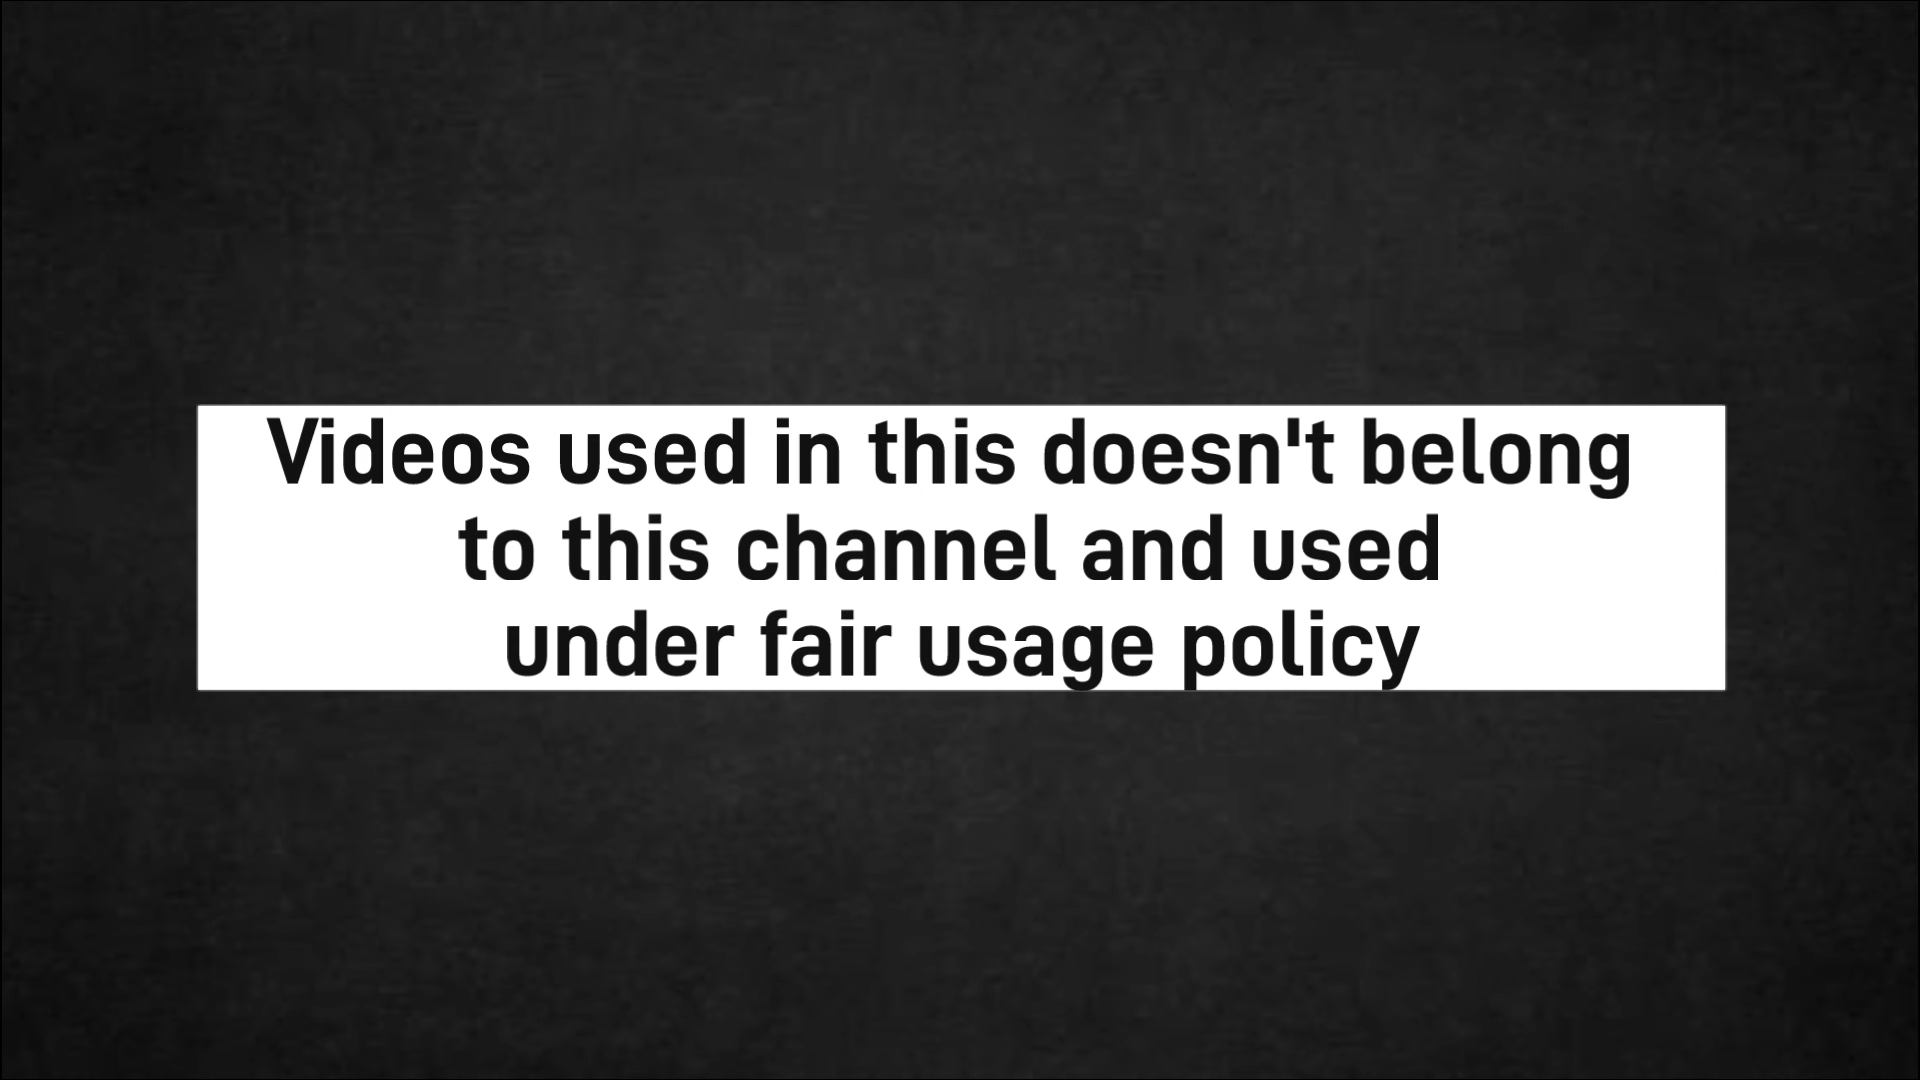 Videos used in this doesn't belong
to this channel and used
under fair usage policy